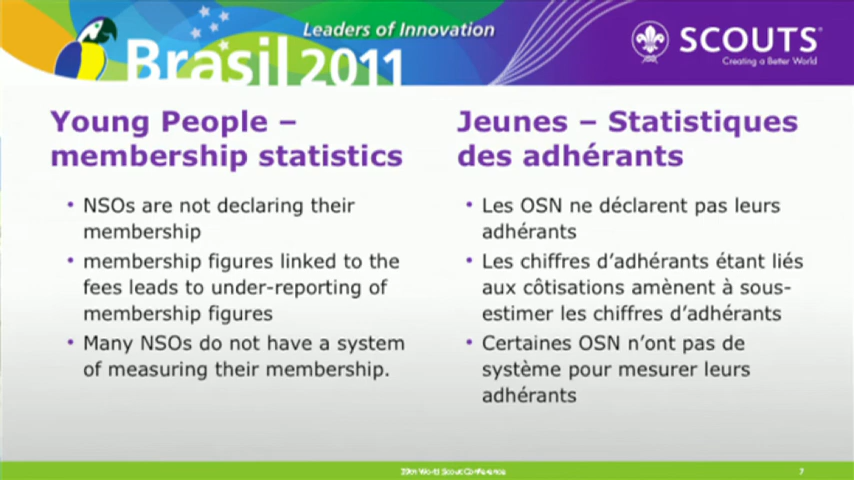 Leaders of Innovation
Brasil 2011
SCOUTS
Creating a Better World
Young People –
membership statistics
• NSOs are not declaring their
membership
• membership figures linked to the
fees leads to under-reporting of
membership figures
• Many NSOs do not have a system
of measuring their membership.
Jeunes – Statistiques
des adhérants
• Les OSN ne déclarent pas leurs
adhérants
• Les chiffres d’adhérants étant liés
aux côtisations amènent à sous-
estimer les chiffres d’adhérants
• Certaines OSN n’ont pas de
système pour mesurer leurs
adhérants
39th World Scout Conference
7